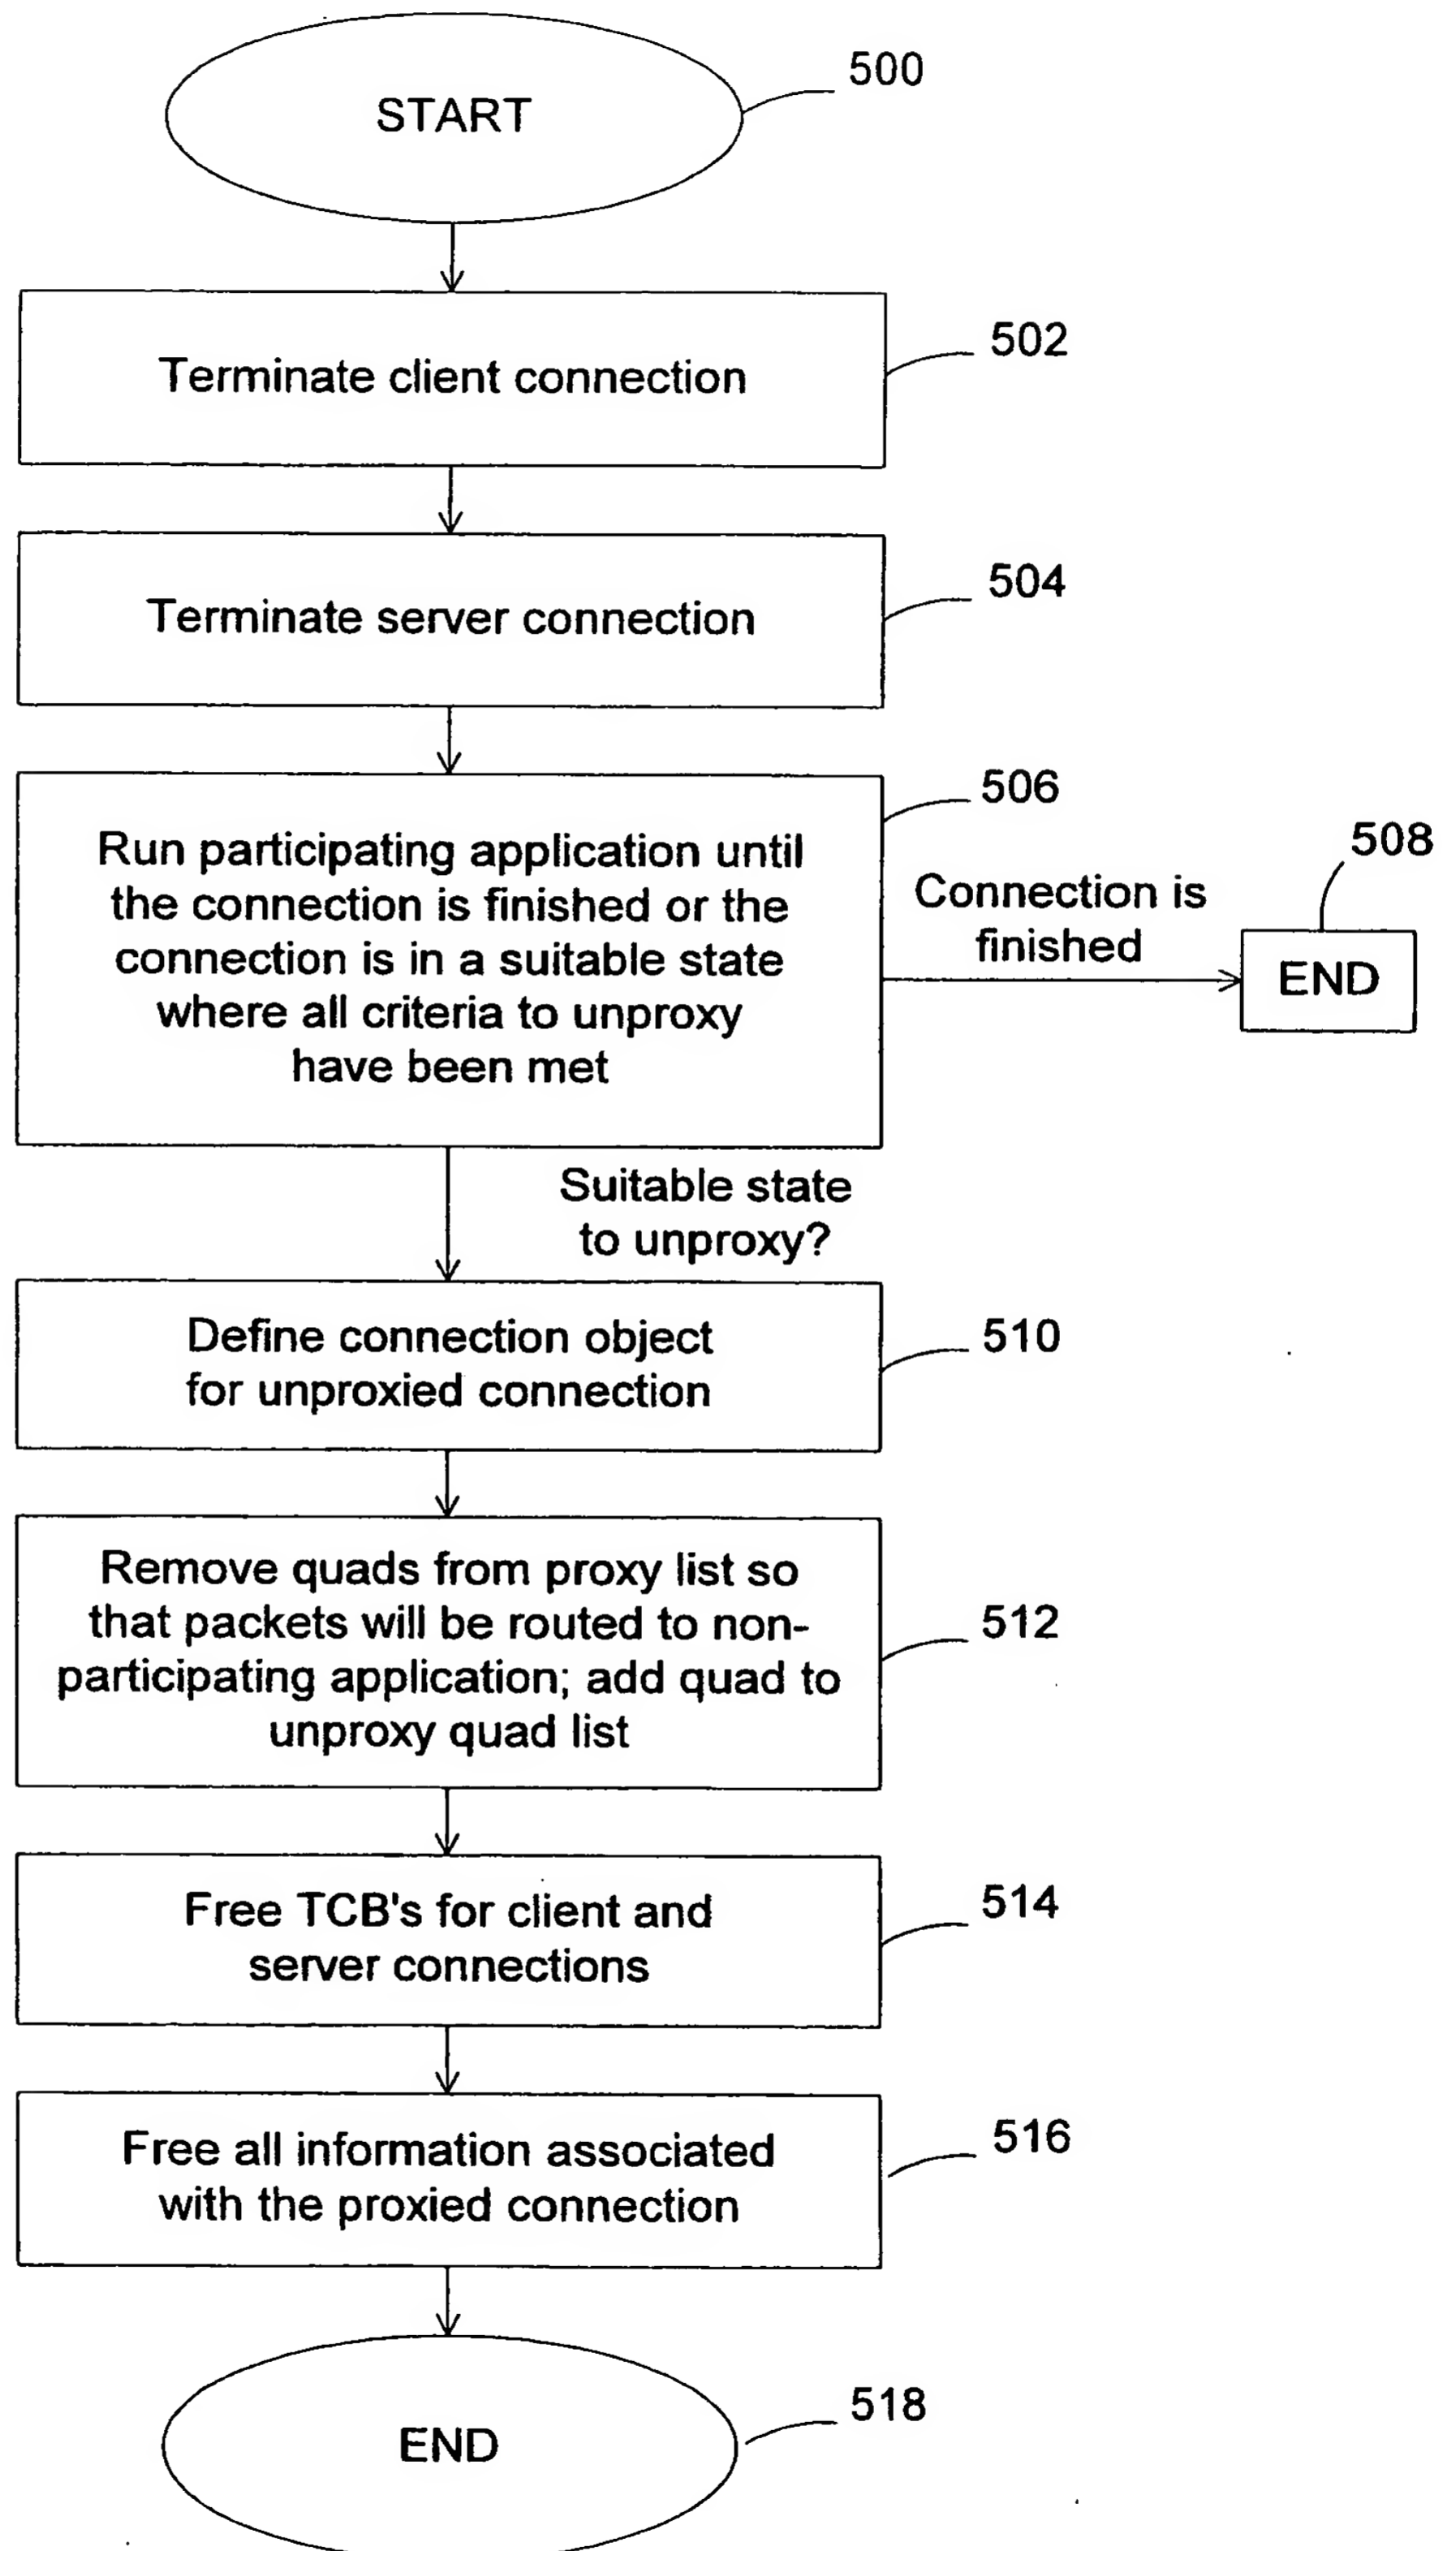 START
500
Terminate client connection
502
Terminate server connection
504
Run participating application until
the connection is finished or the
connection is in a suitable state
where all criteria to unproxy
have been met
506
Connection is
finished
508
END
Suitable state
to unproxy?
Define connection object
for unproxied connection
510
Remove quads from proxy list so
that packets will be routed to non-
participating application; add quad to
unproxy quad list
512
Free TCB's for client and
server connections
514
Free all information associated
with the proxied connection
516
END
518